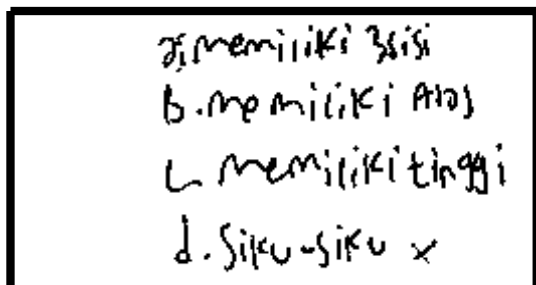 a. memiliki 3 sisi
B. memiliki Alas
c. memiliki tinggi
d. siku-siku x